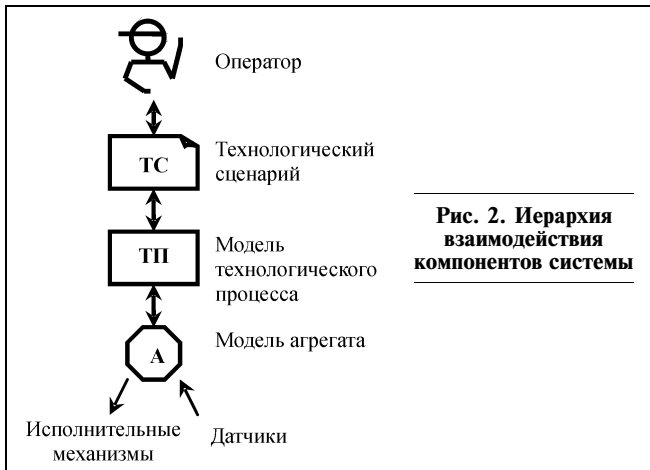 Оператор
ТС
Технологический
сценарий
Рис. 2. Иерархия
взаимодействия
компонентов системы
ТП
Модель
технологического
процесса
А
Модель агрегата
Исполнительные
механизмы
Датчики